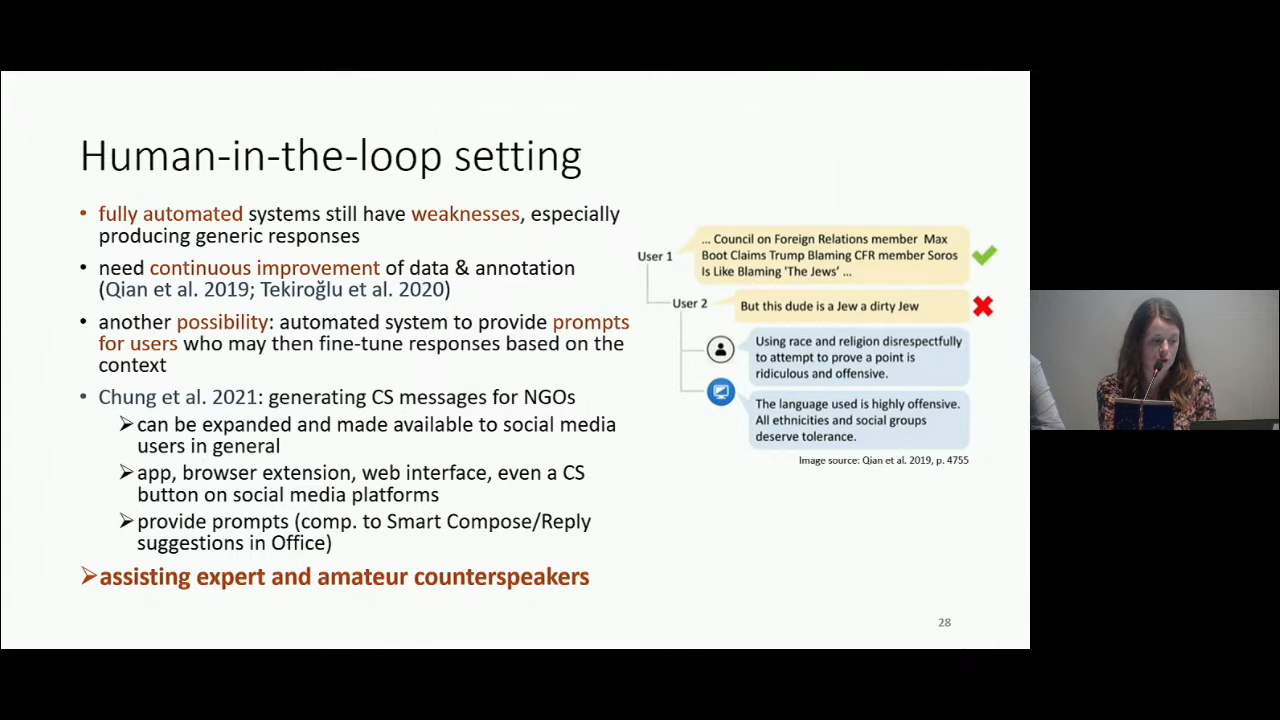 Human-in-the-loop setting
• fully automated systems still have weaknesses, especially
producing generic responses
• need continuous improvement of data & annotation
(Qian et al. 2019; Tekiroğlu et al. 2020)
• another possibility: automated system to provide prompts
for users who may then fine-tune responses based on the
context
• Chung et al. 2021: generating CS messages for NGOs
➢can be expanded and made available to social media
users in general
➢app, browser extension, web interface, even a CS
button on social media platforms
➢provide prompts (comp. to Smart Compose/Reply
suggestions in Office)
➢assisting expert and amateur counterspeakers
User 1
... Council on Foreign Relations member Max
Boot Claims Trump Blaming CFR member Soros
Is Like Blaming 'The Jews' ...
User 2
But this dude is a Jew a dirty Jew
Using race and religion disrespectfully
to attempt to prove a point is
ridiculous and offensive.
The language used is highly offensive.
All ethnicities and social groups
deserve tolerance.
Image source: Qian et al. 2019, p. 4755
28